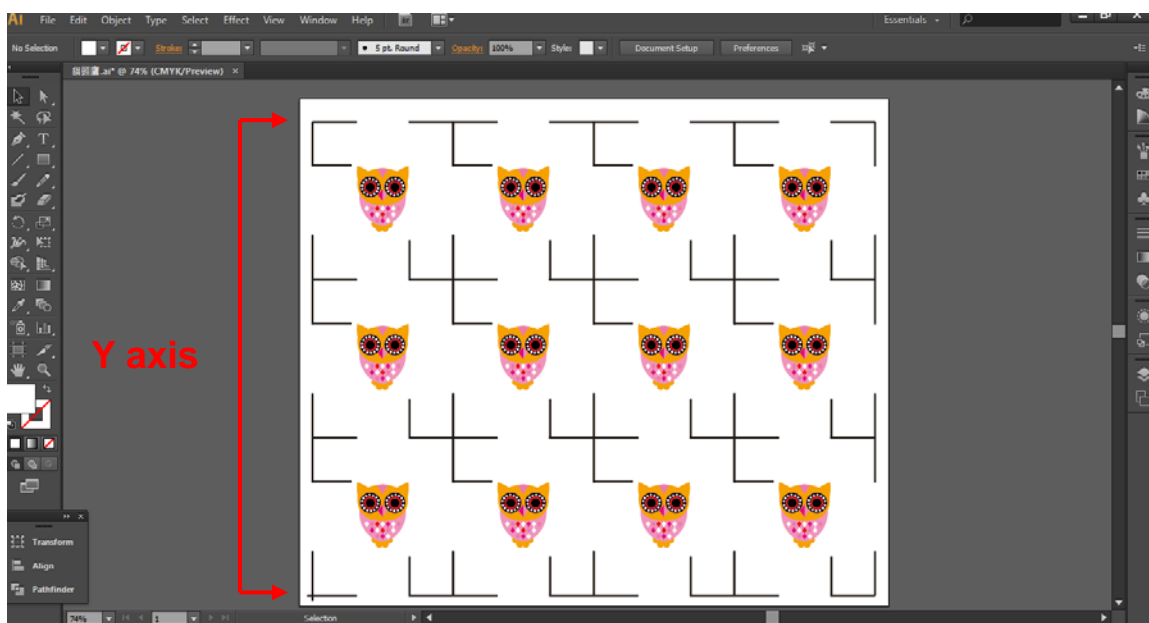 Ai File Edit Object Type Select Effect View Window Help Br Essentials
No Selection Stroke: 5 pt. Round Opacity: 100% Style: Document Setup Preferences
.ai* @ 74% (CMYK/Preview) ×
Y axis
Transform
Align
Pathfinder
74% 1 Selection